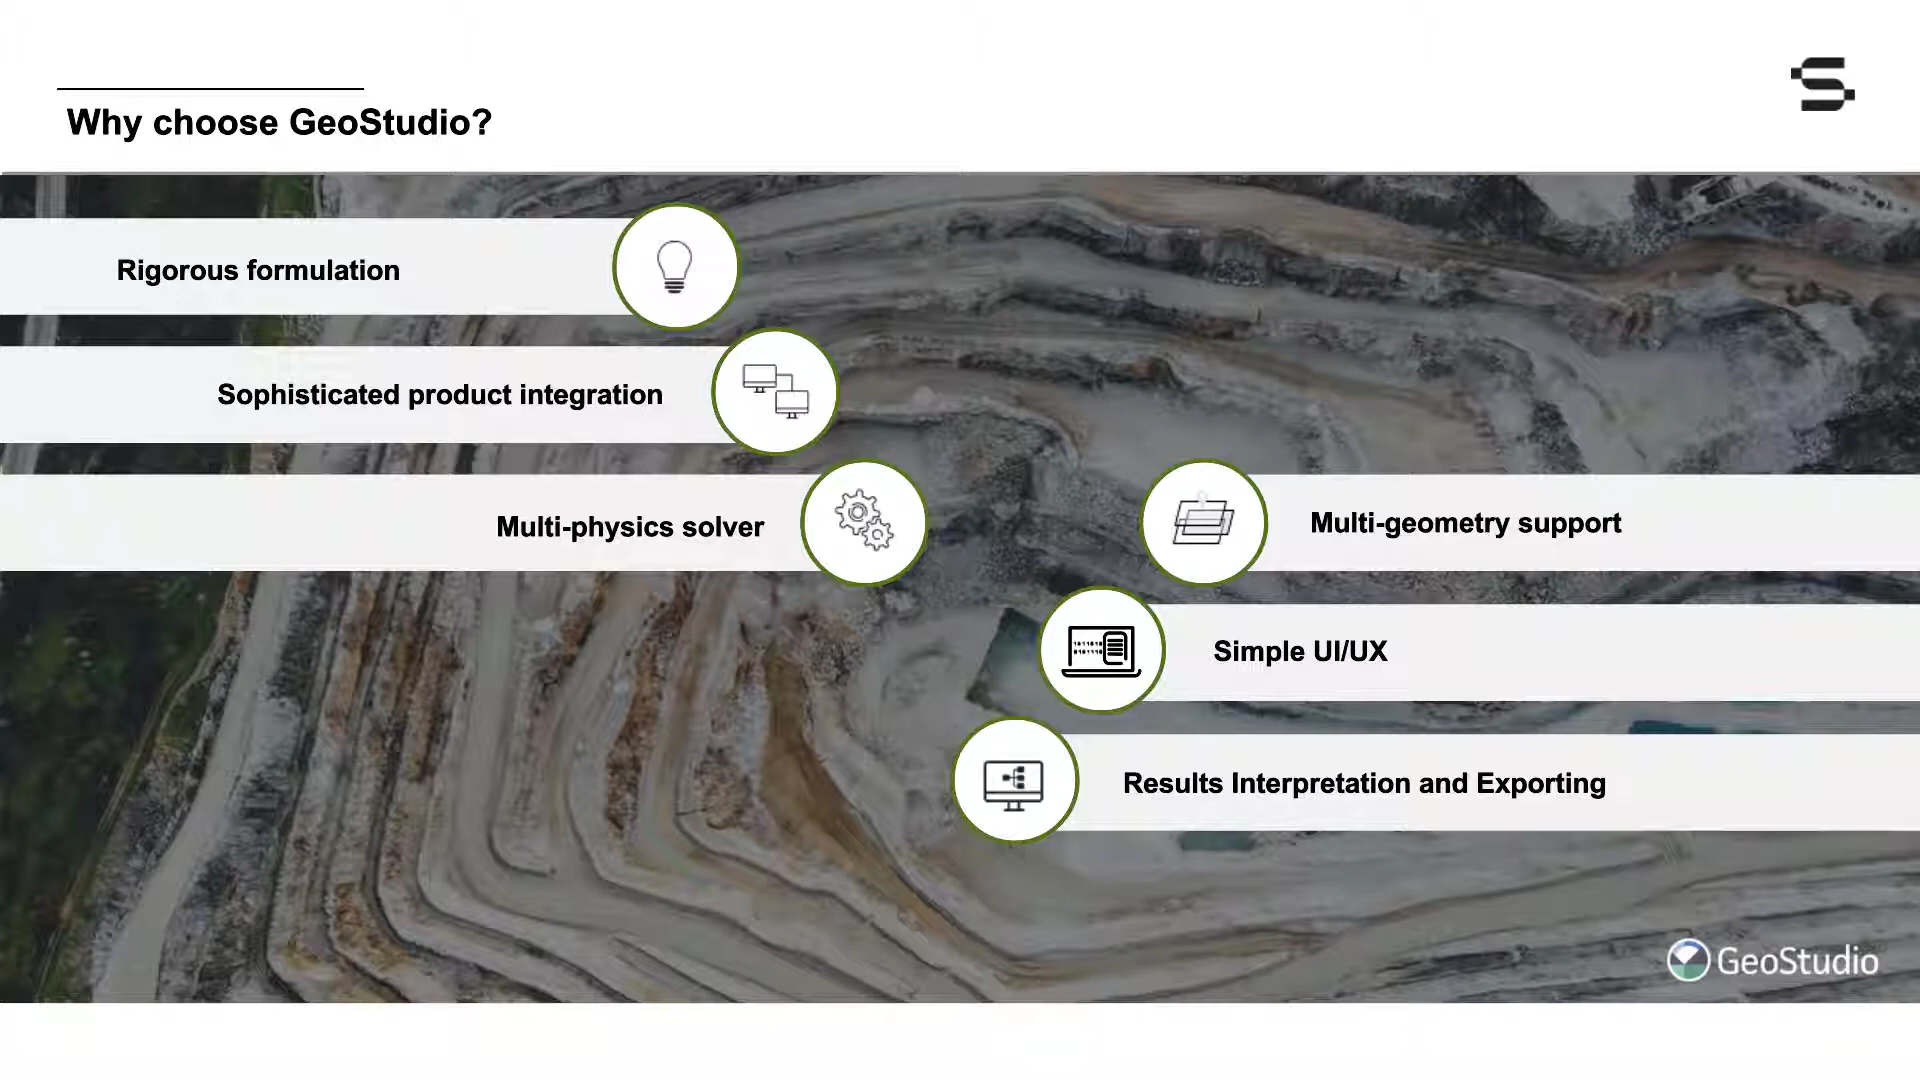 Why choose GeoStudio?
Rigorous formulation
Sophisticated product integration
Multi-physics solver
Multi-geometry support
Simple UI/UX
Results Interpretation and Exporting
GeoStudio